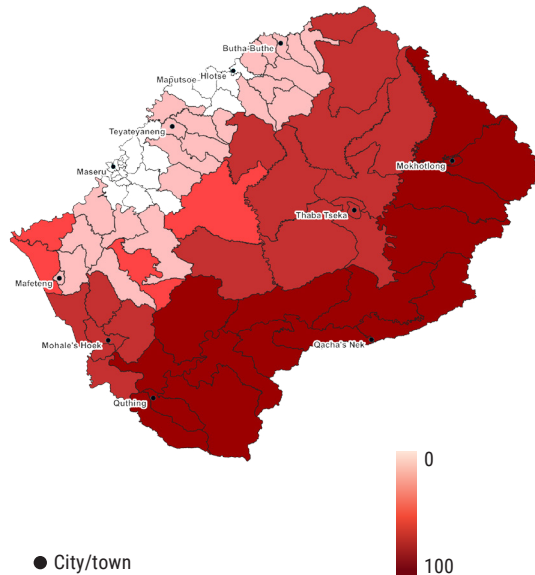 Butha-Buthe
Maputsoe
Hlotse
Teyateyaneng
Maseru
Mokhotlong
Thaba Tseka
Mafeteng
Mohale's Hoek
Qacha's Nek
Quthing
0
100
City/town